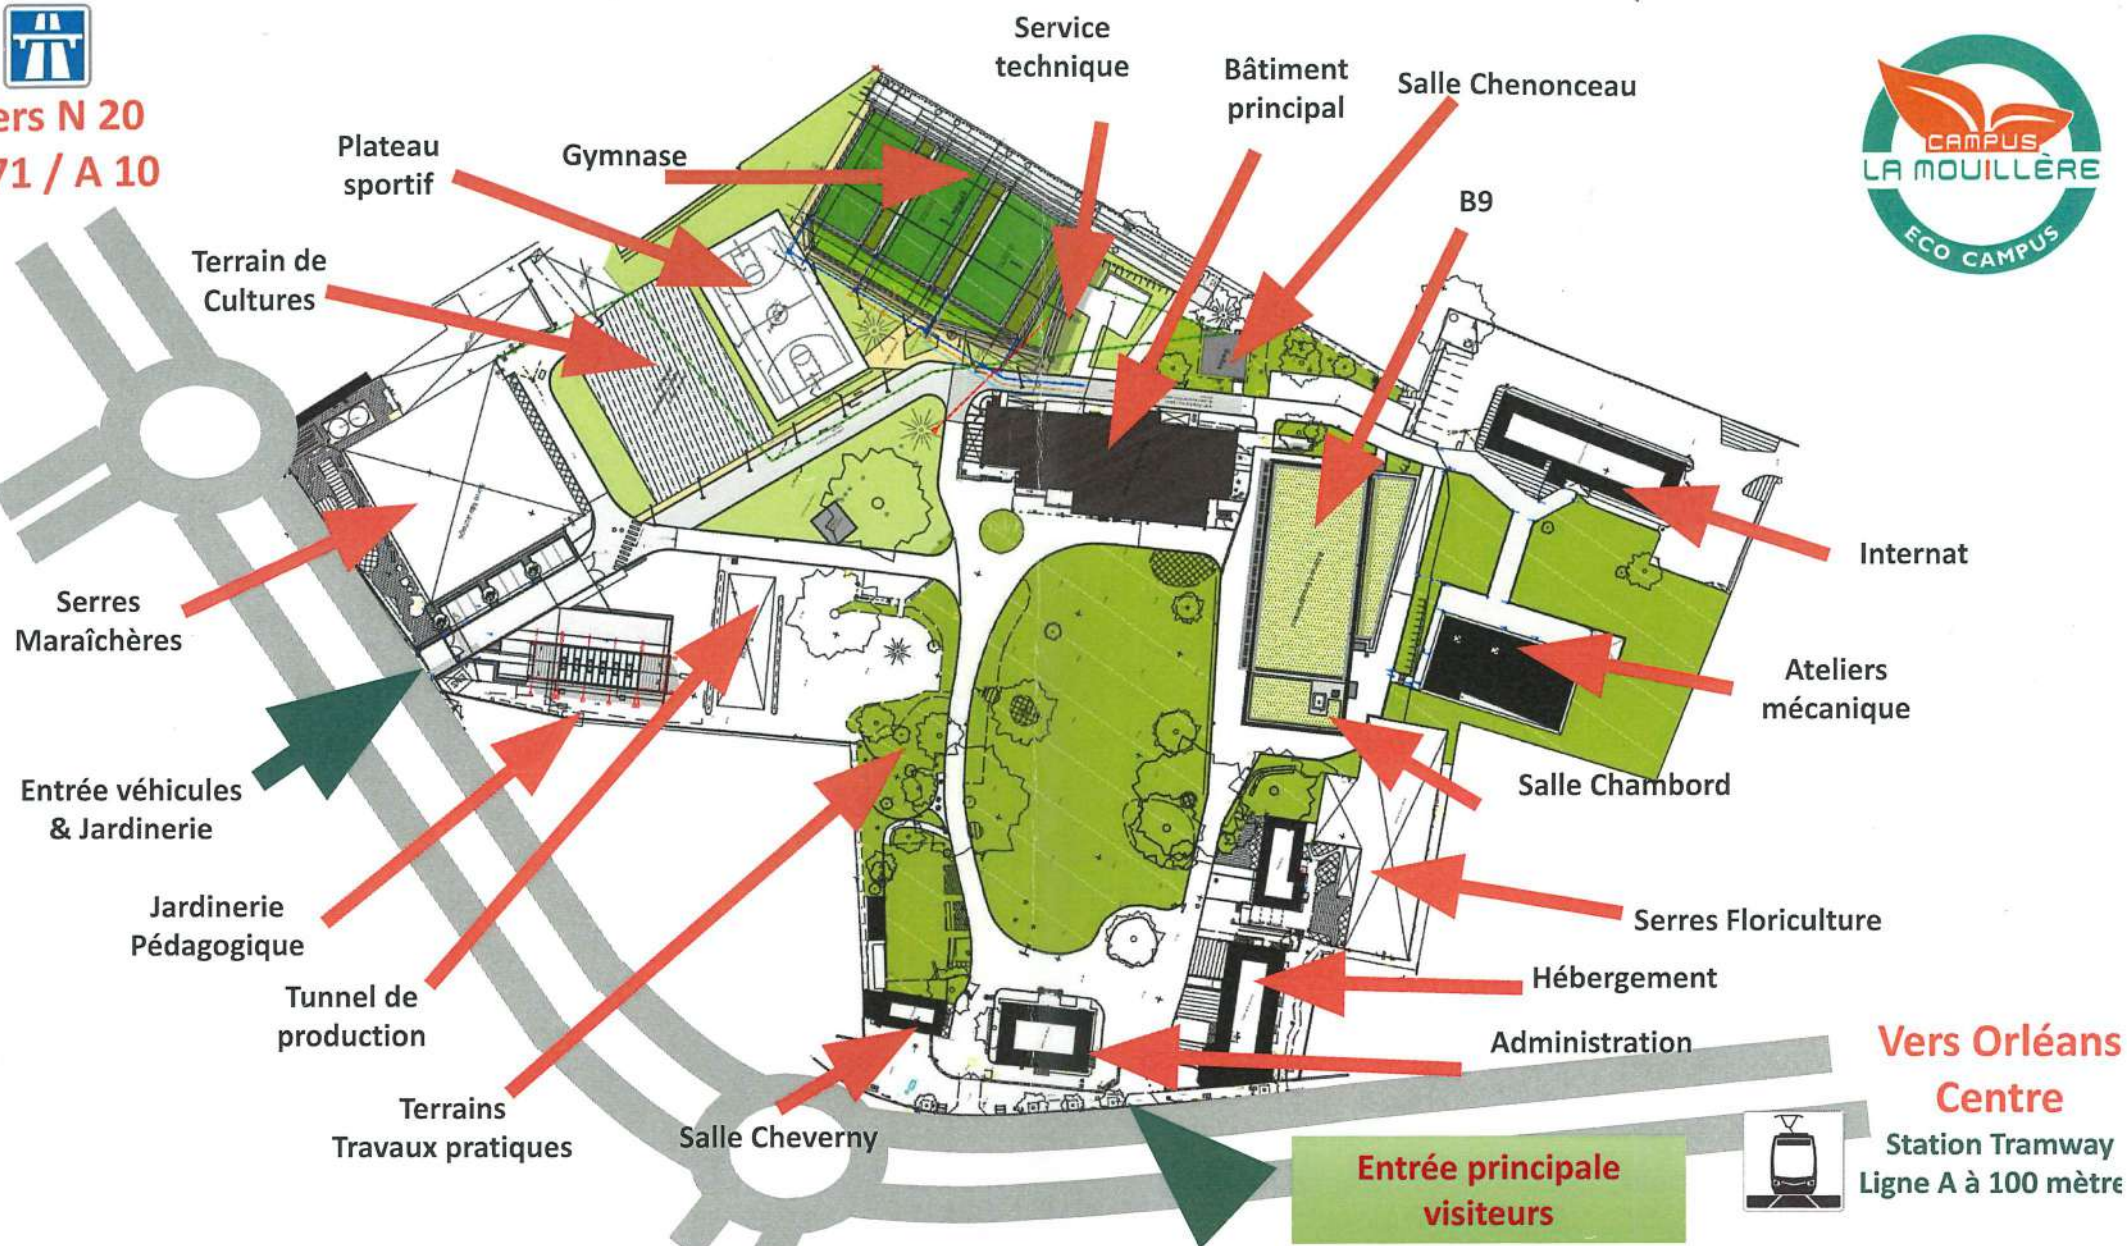 ers N 20
71 / A 10
Service
technique
Bâtiment
principal
Salle Chenonceau
CAMPUS
LA MOUILLÈRE
ECO CAMPUS
Plateau
sportif
Gymnase
B9
Terrain de
Cultures
Internat
Serres
Maraîchères
Ateliers
mécanique
Entrée véhicules
& Jardinerie
Salle Chambord
Jardinerie
Pédagogique
Serres Floriculture
Tunnel de
production
Hébergement
Administration
Terrains
Travaux pratiques
Salle Cheverny
Entrée principale
visiteurs
Vers Orléans
Centre
Station Tramway
Ligne A à 100 mètre